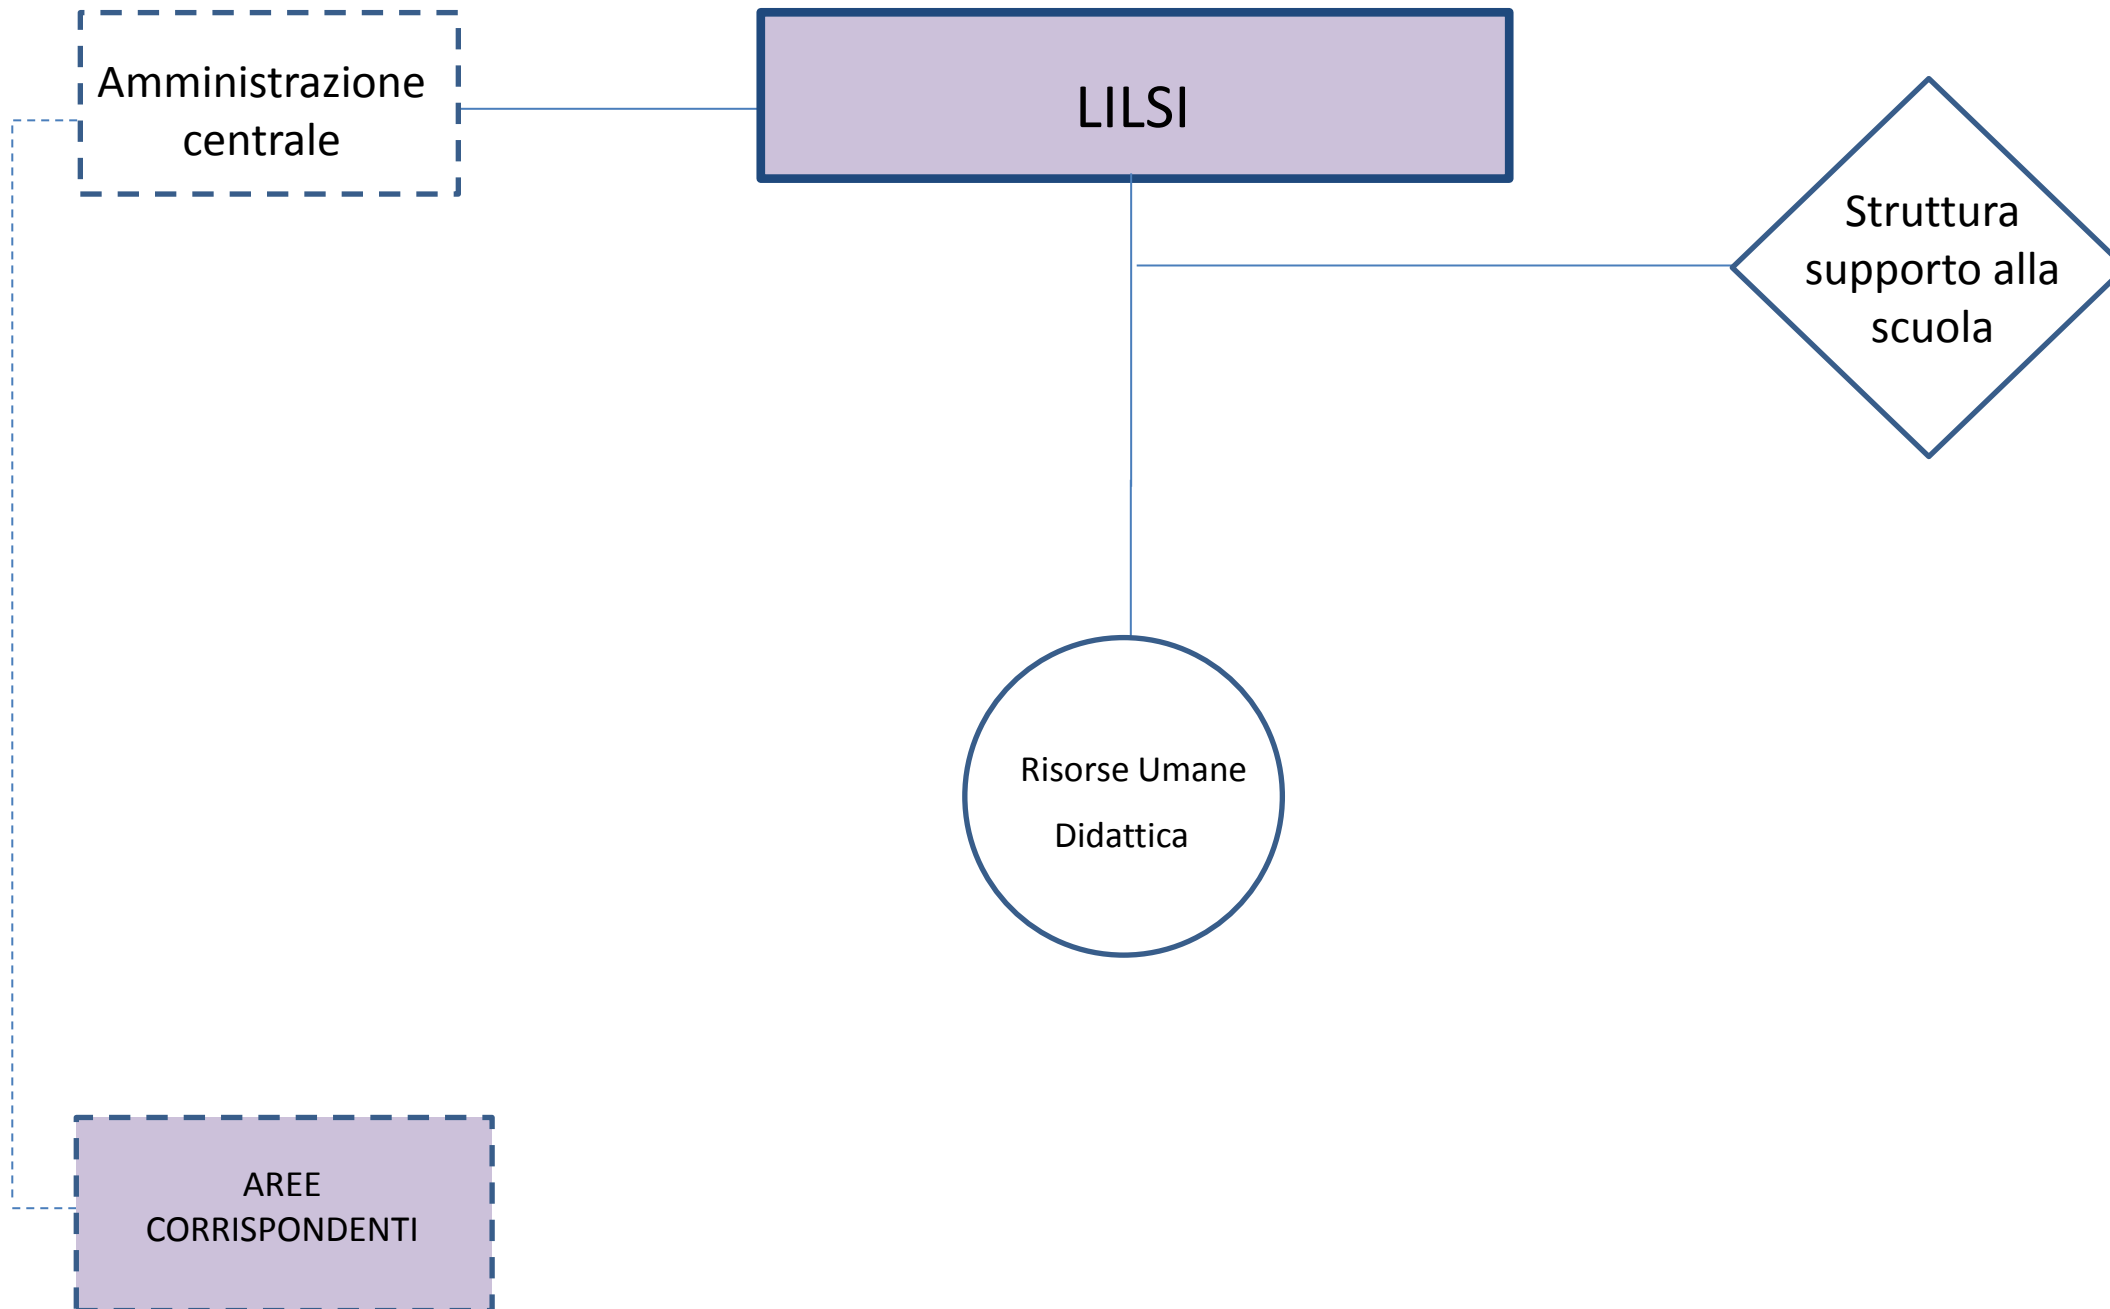 Amministrazione
centrale
LILSI
Struttura
supporto alla
scuola
Risorse Umane
Didattica
AREE
CORRISPONDENTI